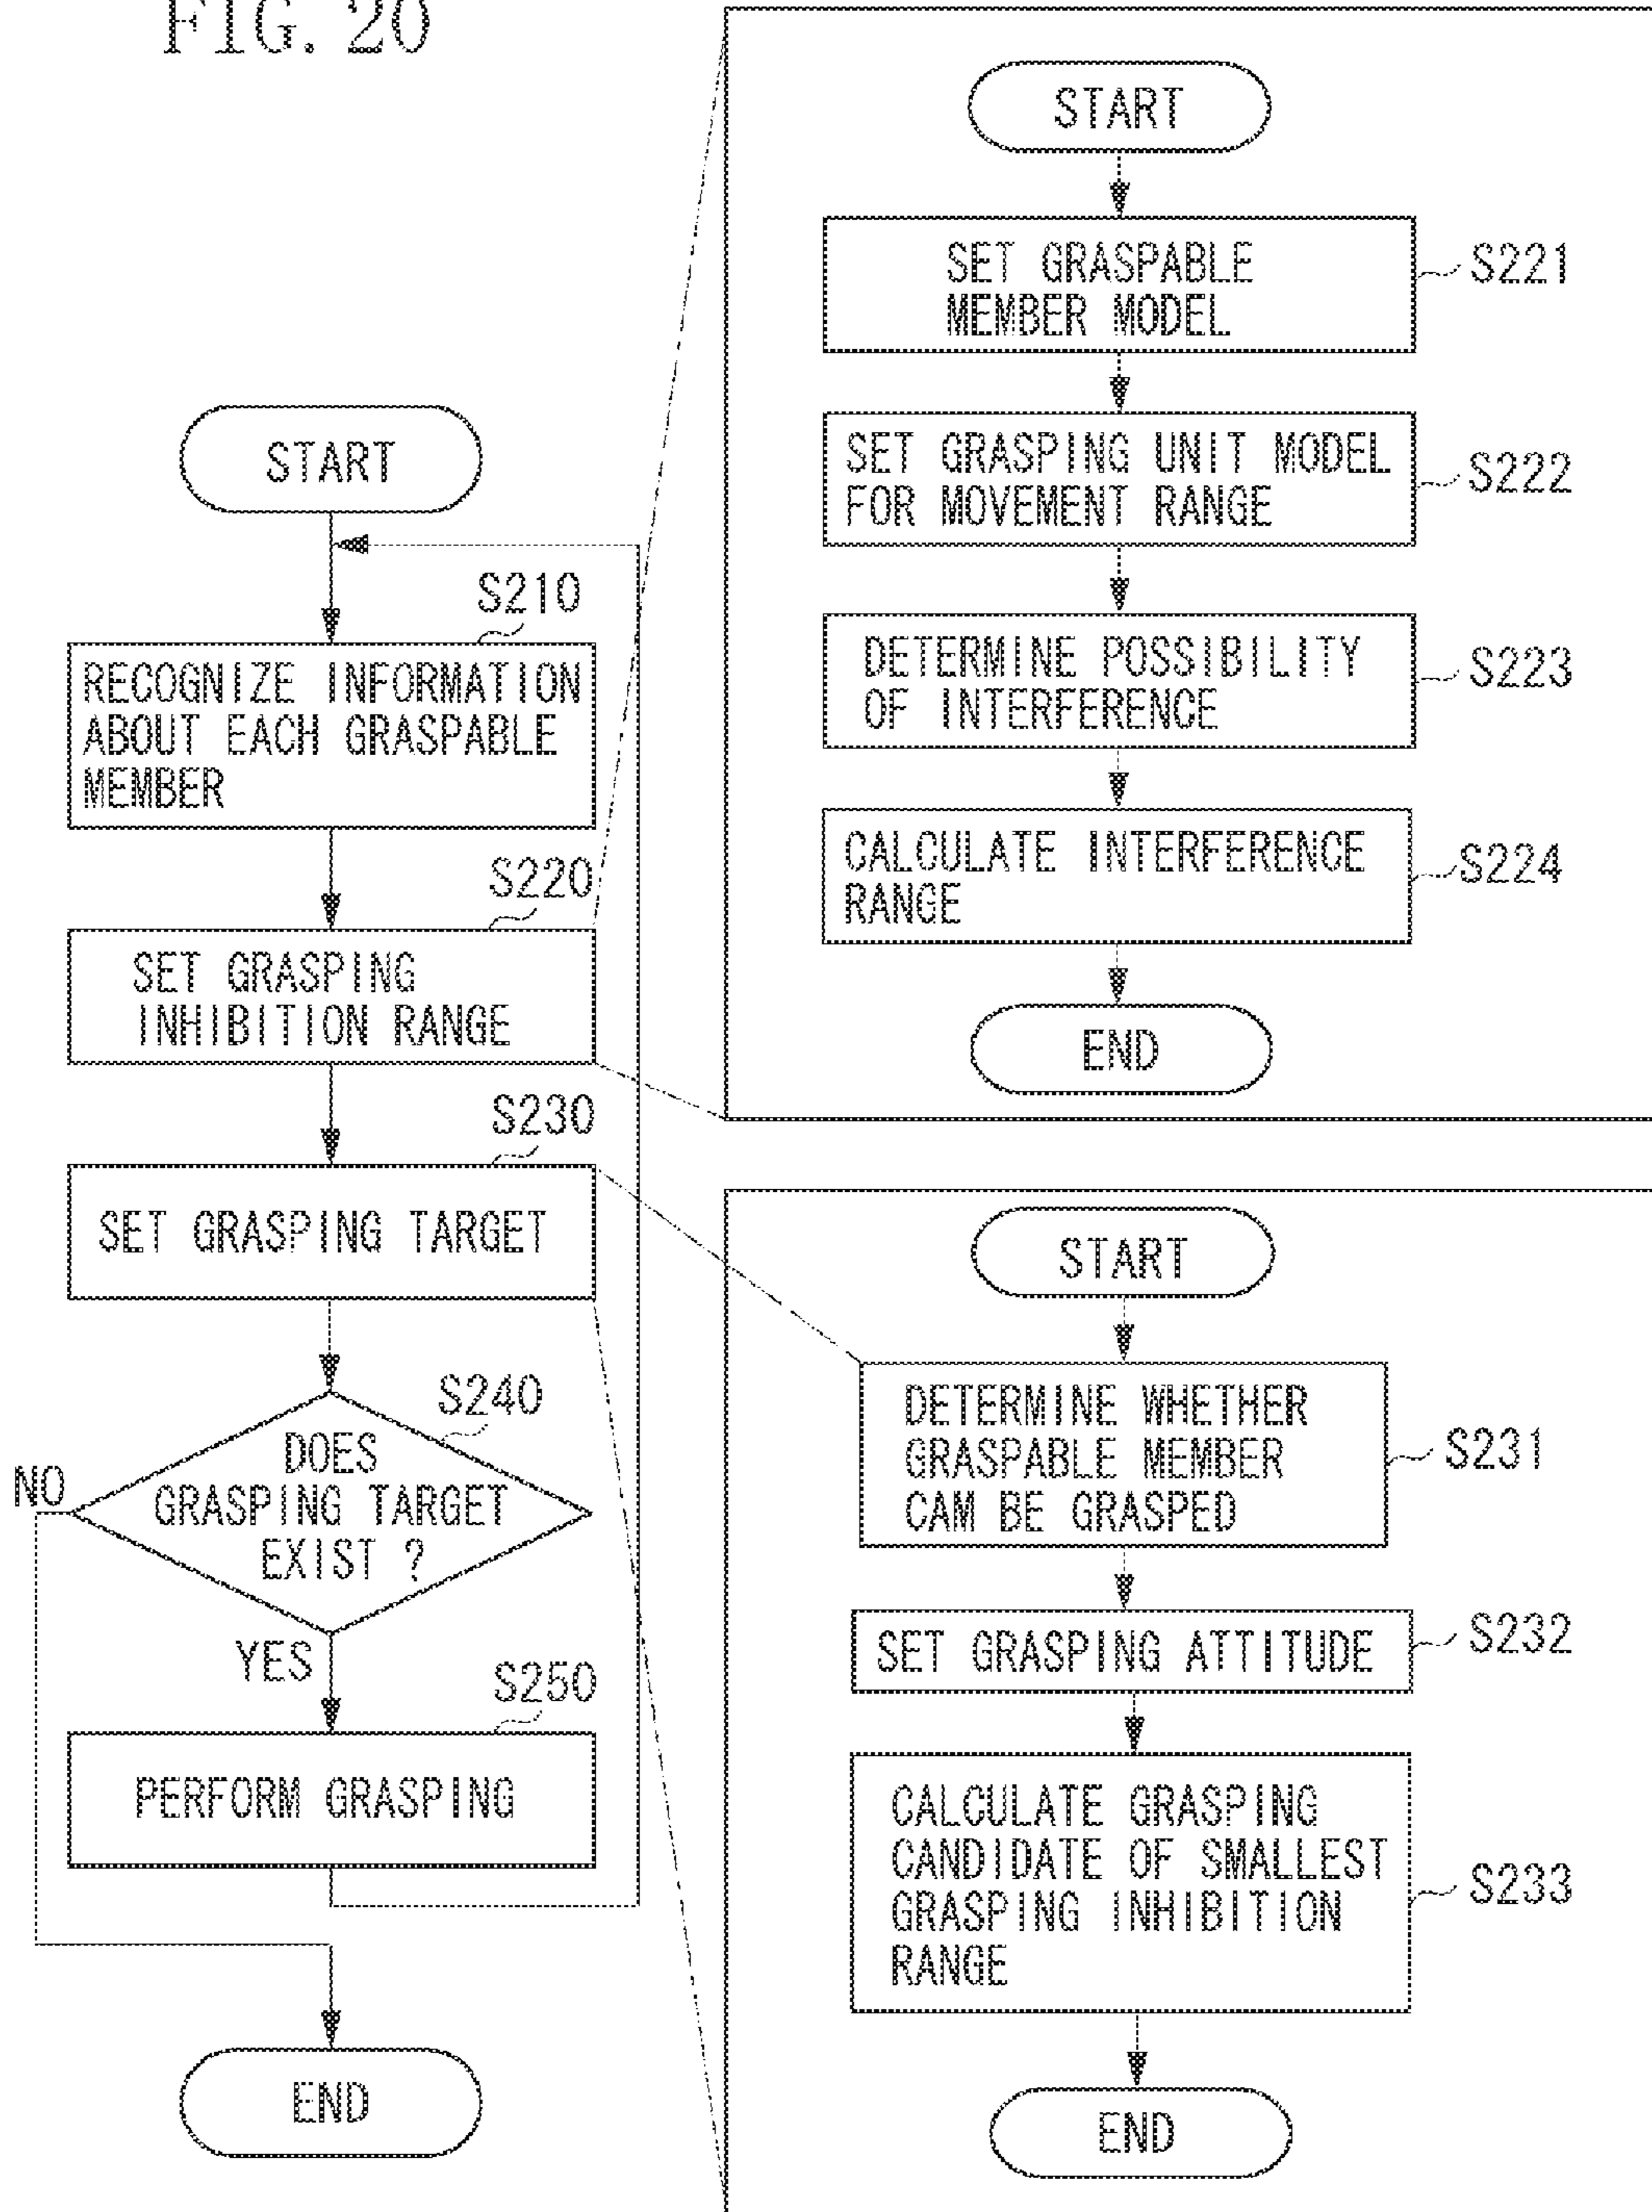 FIG. 20
START
S210
RECOGNIZE INFORMATION
ABOUT EACH GRASPABLE
MEMBER
S220
SET GRASPING
INHIBITION RANGE
S230
SET GRASPING TARGET
S240
DOES
GRASPING TARGET
EXIST ?
NO
YES
S250
PERFORM GRASPING
END
START
SET GRASPABLE
MEMBER MODEL
S221
SET GRASPING UNIT MODEL
FOR MOVEMENT RANGE
S222
DETERMINE POSSIBILITY
OF INTERFERENCE
S223
CALCULATE INTERFERENCE
RANGE
S224
END
START
DETERMINE WHETHER
GRASPABLE MEMBER
CAM BE GRASPED
S231
SET GRASPING ATTITUDE
S232
CALCULATE GRASPING
CANDIDATE OF SMALLEST
GRASPING INHIBITION
RANGE
S233
END